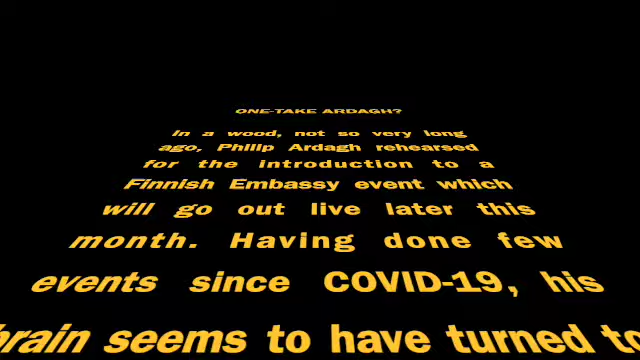 ONE-TAKE ARDAGH?
In a wood, not so very long
ago, Philip Ardagh rehearsed
for the introduction to a
Finnish Embassy event which
will go out live later this
month. Having done few
events since COVID-19, his
brain seems to have turned to